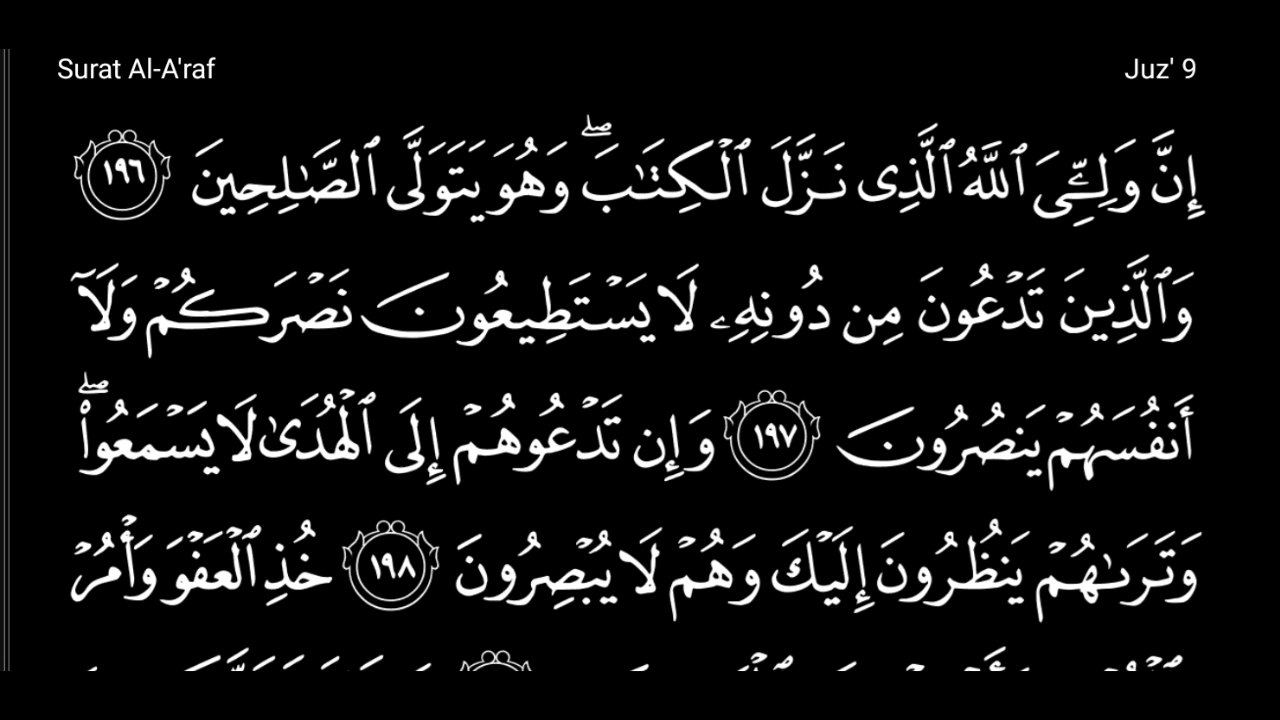 Surat Al-A'raf
Juz' 9
إِنَّ وَلِـِّۧيَ ٱللَّهُ ٱلَّذِى نَزَّلَ ٱلْكِتَـٰبَ ۖ وَهُوَ يَتَوَلَّى ٱلصَّـٰلِحِينَ ١٩٦
وَٱلَّذِينَ تَدْعُونَ مِن دُونِهِۦ لَا يَسْتَطِيعُونَ نَصْرَكُمْ وَلَآ
أَنفُسَهُمْ يَنصُرُونَ ١٩٧ وَإِن تَدْعُوهُمْ إِلَى ٱلْهُدَىٰ لَا يَسْمَعُوا۟ ۖ
وَتَرَىٰهُمْ يَنظُرُونَ إِلَيْكَ وَهُمْ لَا يُبْصِرُونَ ١٩٨ خُذِ ٱلْعَفْوَ وَأْمُرْ